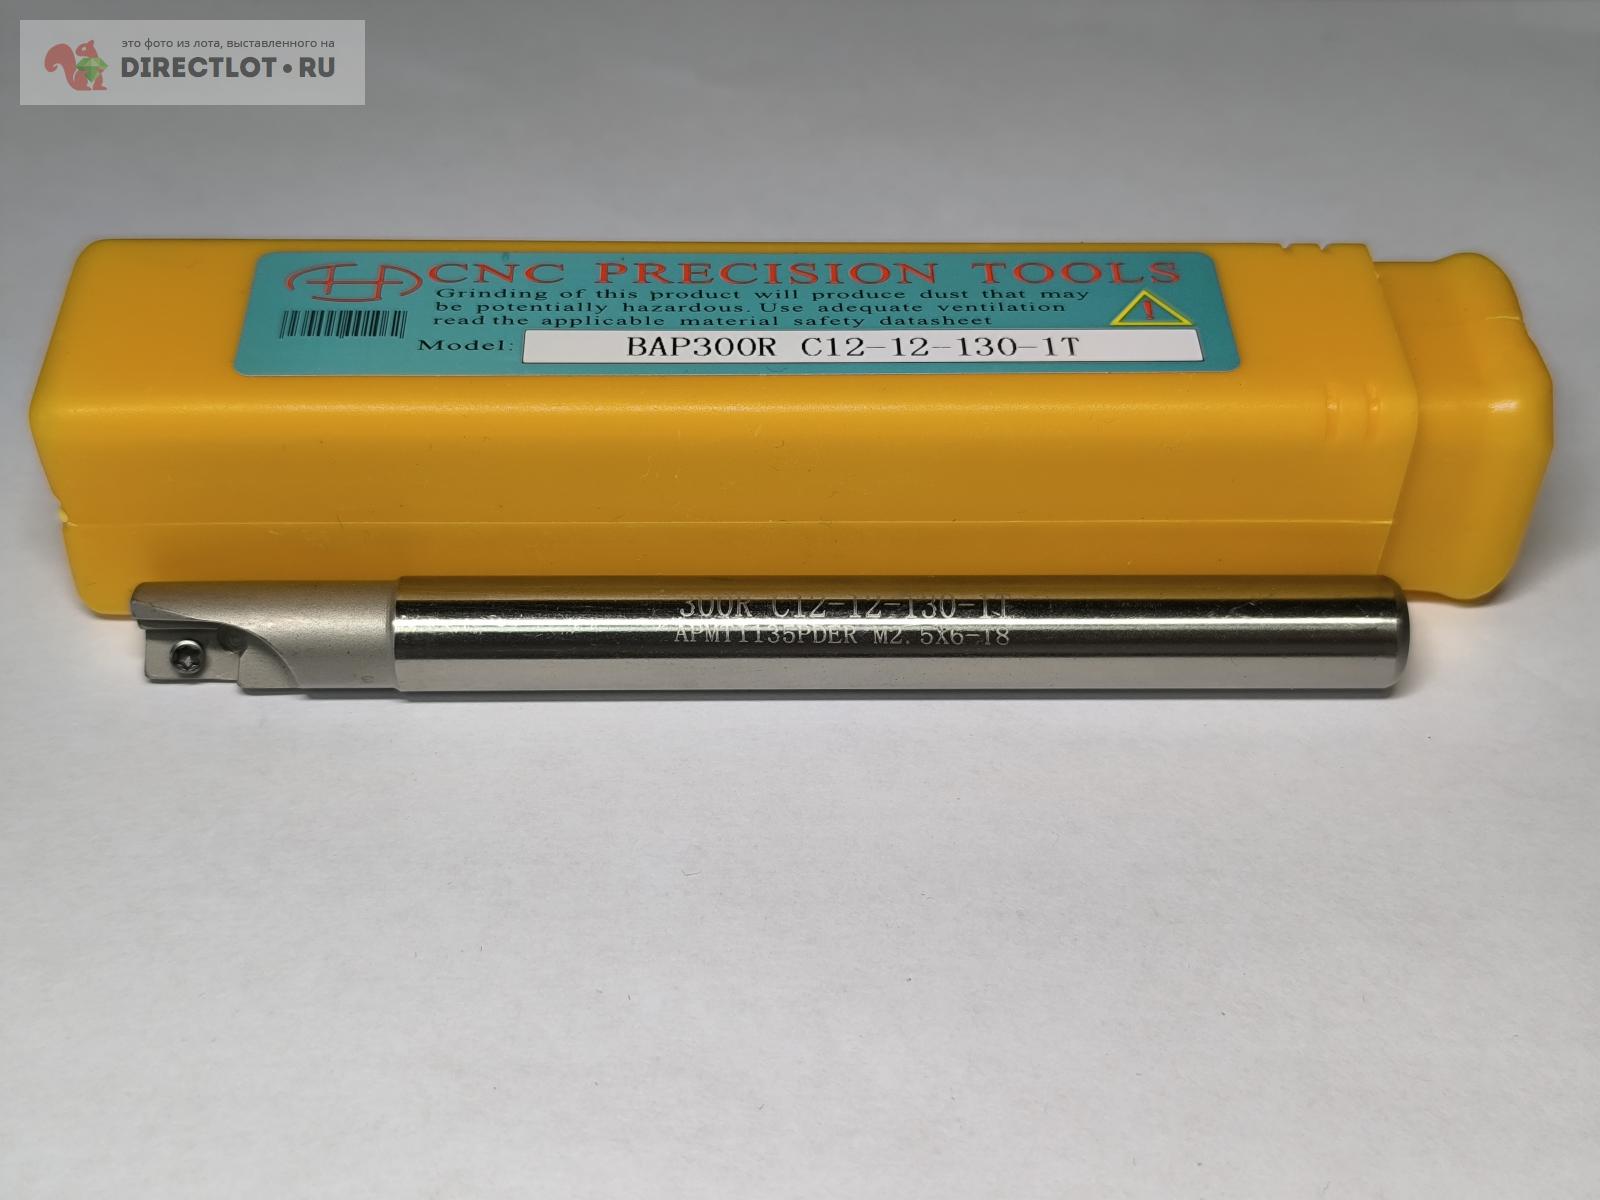 это фото из лота, выставленного на
DIRECTLOT•RU
CNC PRECISION TOOLS
Grinding of this product will produce dust that may
be potentially hazardous. Use adequate ventilation
read the applicable material safety datasheet
Model: BAP300R C12-12-130-1T
300R C12-12-130-1T
APMT1135PDER M2.5X6-T8